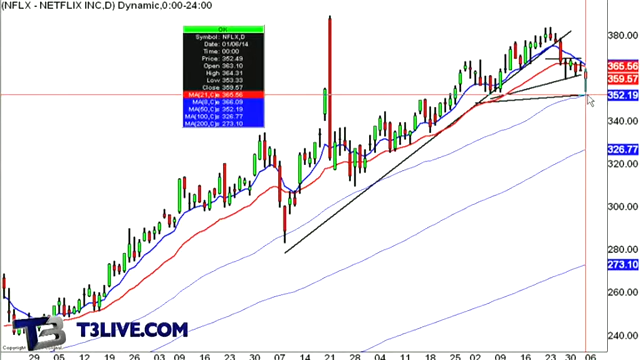 (NFLX - NETFLIX INC,D) Dynamic,0:00-24:00
ON
Symbol: NFLX,D
Date: 01/06/14
Time: 00:00
Price: 352.49
Open 363.10
High 364.31
Low 353.33
Close 359.57
MA(21,C)e 365.56
MA(8,C)e 366.09
MA(50,C)e 352.19
MA(100,C)e 326.77
MA(200,C)e 273.10
380.00
365.56
359.57
352.19
340.00
326.77
320.00
300.00
280.00
273.10
260.00
240.00
T3 T3LIVE.COM
29 05 12 19 26 03 09 16 23 30 07 14 21 28 04 11 18 25 02 09 16 23 30 06